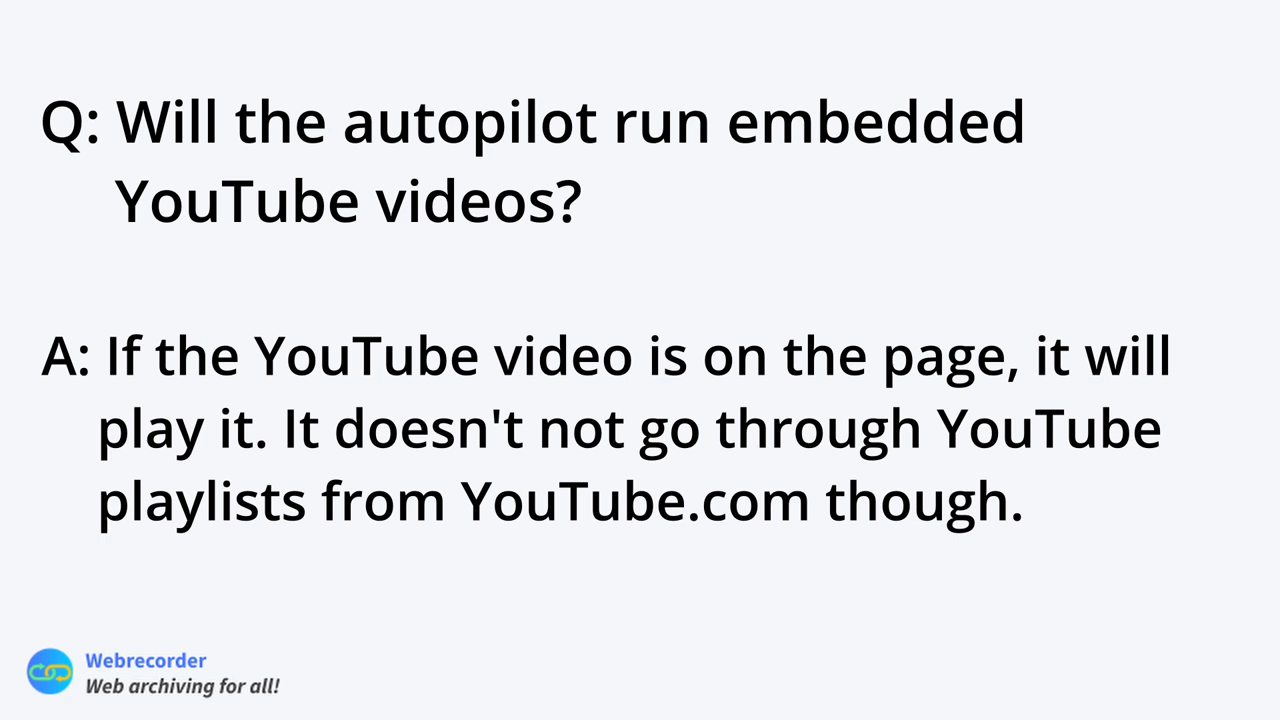 Q: Will the autopilot run embedded
YouTube videos?
A: If the YouTube video is on the page, it will
play it. It doesn't not go through YouTube
playlists from YouTube.com though.
Webrecorder
Web archiving for all!